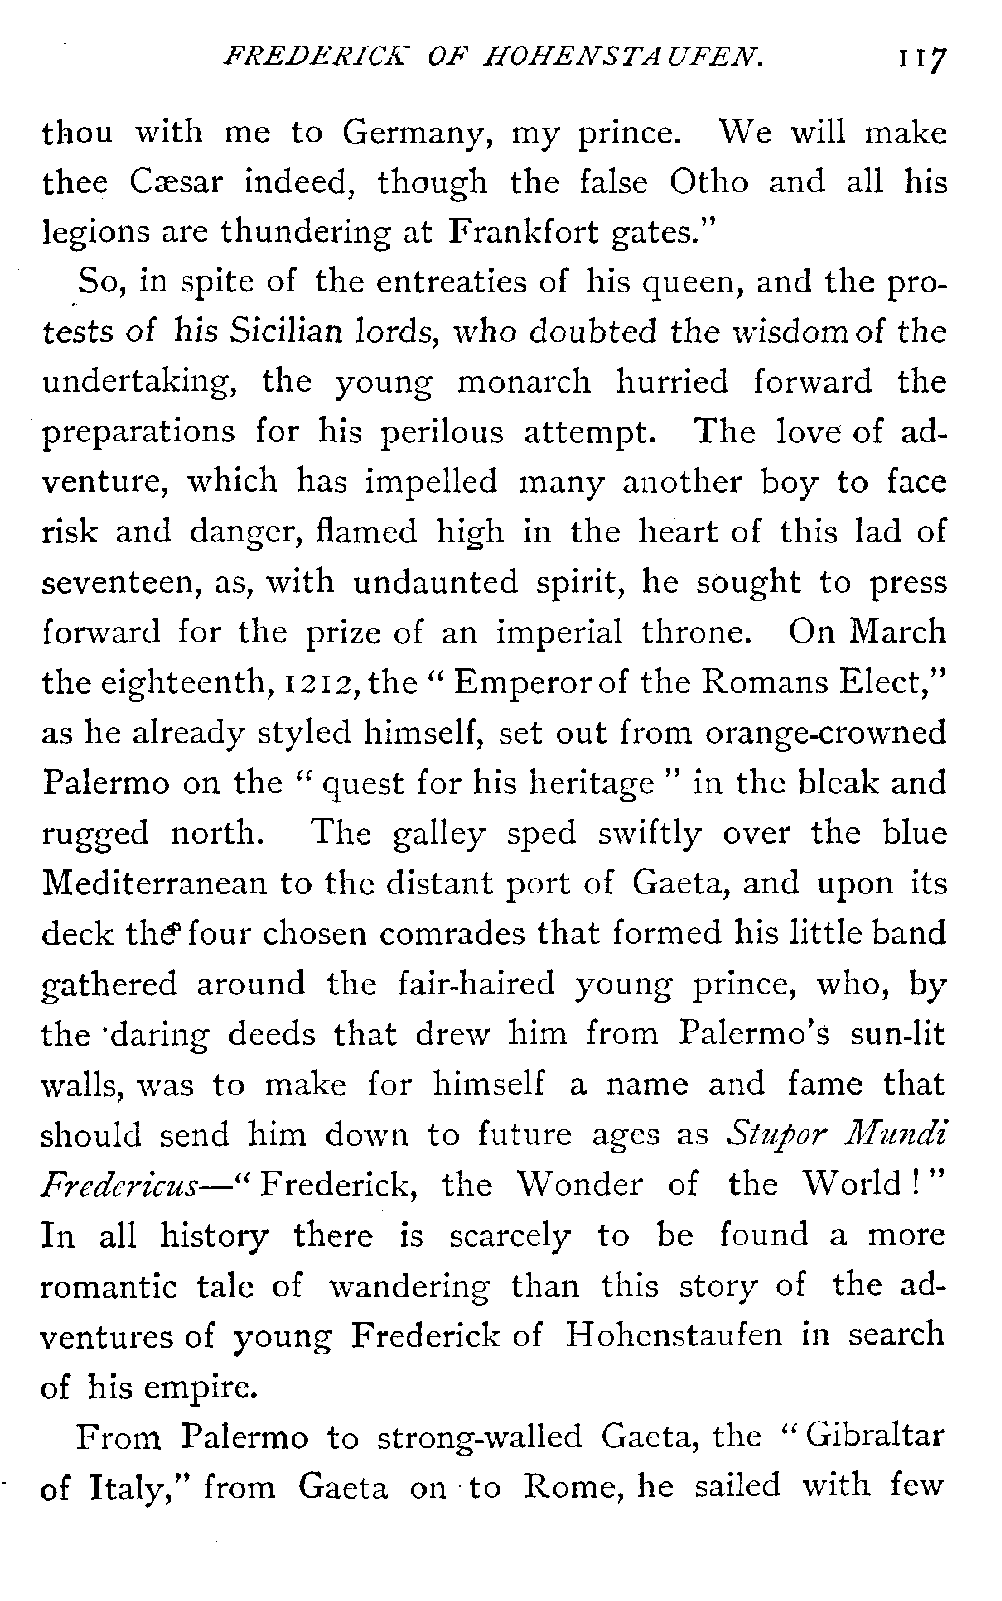 FREDERICK OF HOHENSTAUFEN. 117
thou with me to Germany, my prince. We will make
thee Cæsar indeed, though the false Otho and all his
legions are thundering at Frankfort gates."
So, in spite of the entreaties of his queen, and the pro-
tests of his Sicilian lords, who doubted the wisdom of the
undertaking, the young monarch hurried forward the
preparations for his perilous attempt. The love of ad-
venture, which has impelled many another boy to face
risk and danger, flamed high in the heart of this lad of
seventeen, as, with undaunted spirit, he sought to press
forward for the prize of an imperial throne. On March
the eighteenth, 1212, the "Emperor of the Romans Elect,"
as he already styled himself, set out from orange-crowned
Palermo on the "quest for his heritage" in the bleak and
rugged north. The galley sped swiftly over the blue
Mediterranean to the distant port of Gaeta, and upon its
deck the four chosen comrades that formed his little band
gathered around the fair-haired young prince, who, by
the daring deeds that drew him from Palermo's sun-lit
walls, was to make for himself a name and fame that
should send him down to future ages as Stupor Mundi
Fredericus—"Frederick, the Wonder of the World!"
In all history there is scarcely to be found a more
romantic tale of wandering than this story of the ad-
ventures of young Frederick of Hohenstaufen in search
of his empire.
From Palermo to strong-walled Gaeta, the "Gibraltar
of Italy," from Gaeta on to Rome, he sailed with few